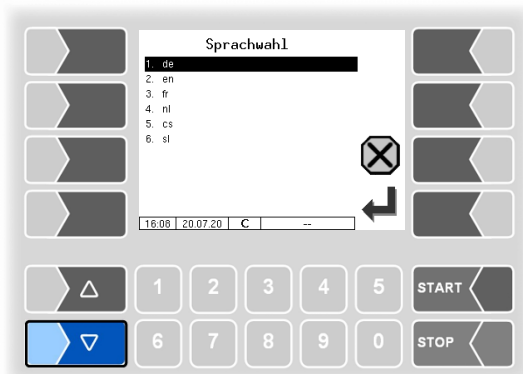 Sprachwahl
1. de
2. en
3. fr
4. nl
5. cs
6. sl
16:08 20.07.20 C --
1 2 3 4 5 START
6 7 8 9 0 STOP